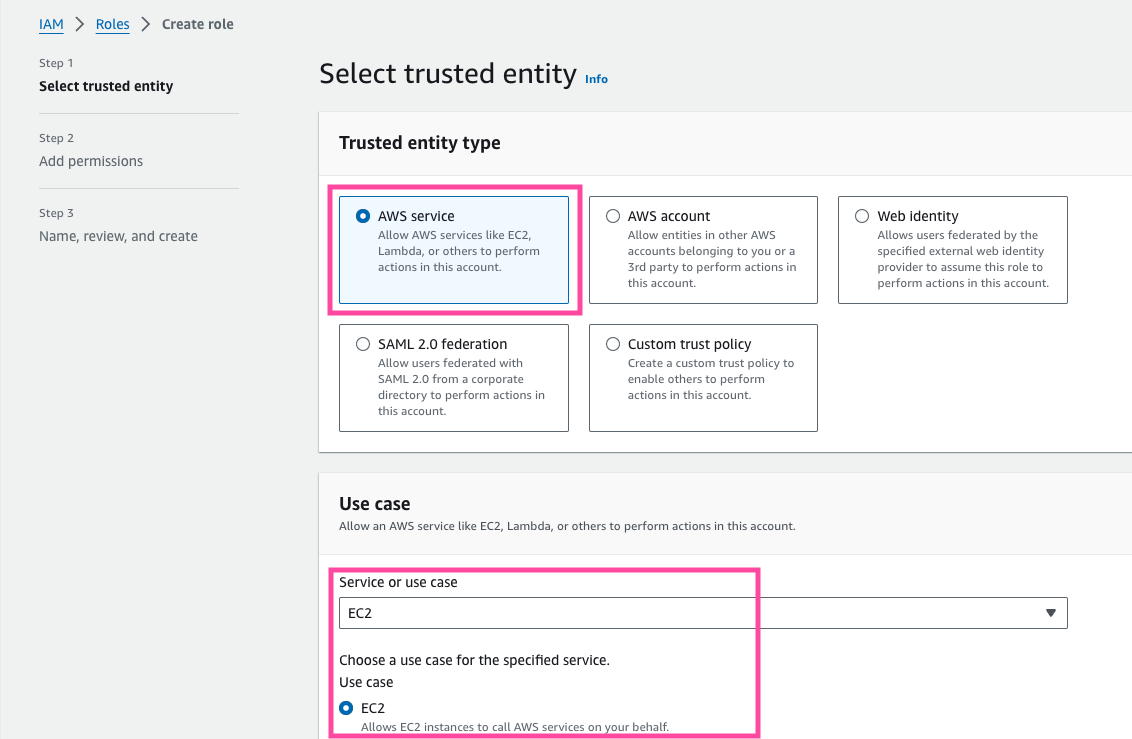 IAM > Roles > Create role
Step 1
Select trusted entity
Step 2
Add permissions
Step 3
Name, review, and create
Select trusted entity Info
Trusted entity type
AWS service
Allow AWS services like EC2,
Lambda, or others to perform
actions in this account.
AWS account
Allow entities in other AWS
accounts belonging to you or a
3rd party to perform actions in
this account.
Web identity
Allows users federated by the
specified external web identity
provider to assume this role to
perform actions in this account.
SAML 2.0 federation
Allow users federated with
SAML 2.0 from a corporate
directory to perform actions in
this account.
Custom trust policy
Create a custom trust policy to
enable others to perform
actions in this account.
Use case
Allow an AWS service like EC2, Lambda, or others to perform actions in this account.
Service or use case
EC2
Choose a use case for the specified service.
Use case
EC2
Allows EC2 instances to call AWS services on your behalf.